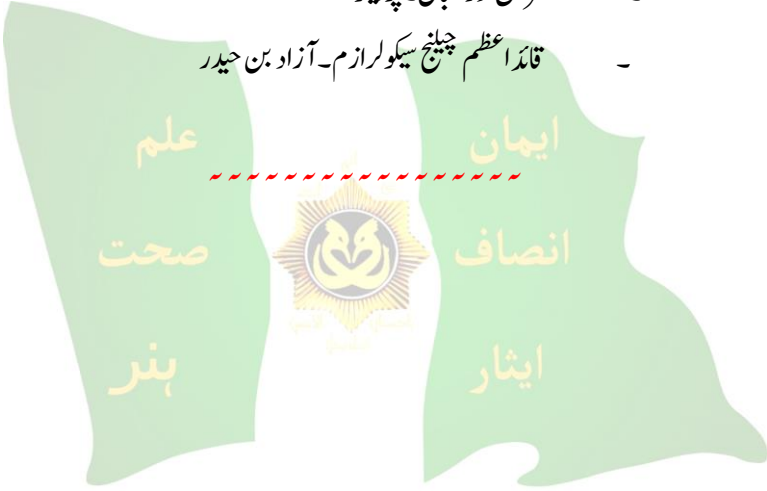 ۔ قائد اعظم چیلنج سیکولرازم۔ آزاد بن حیدر
ایمان
علم
انصاف
صحت
ایثار
ہنر